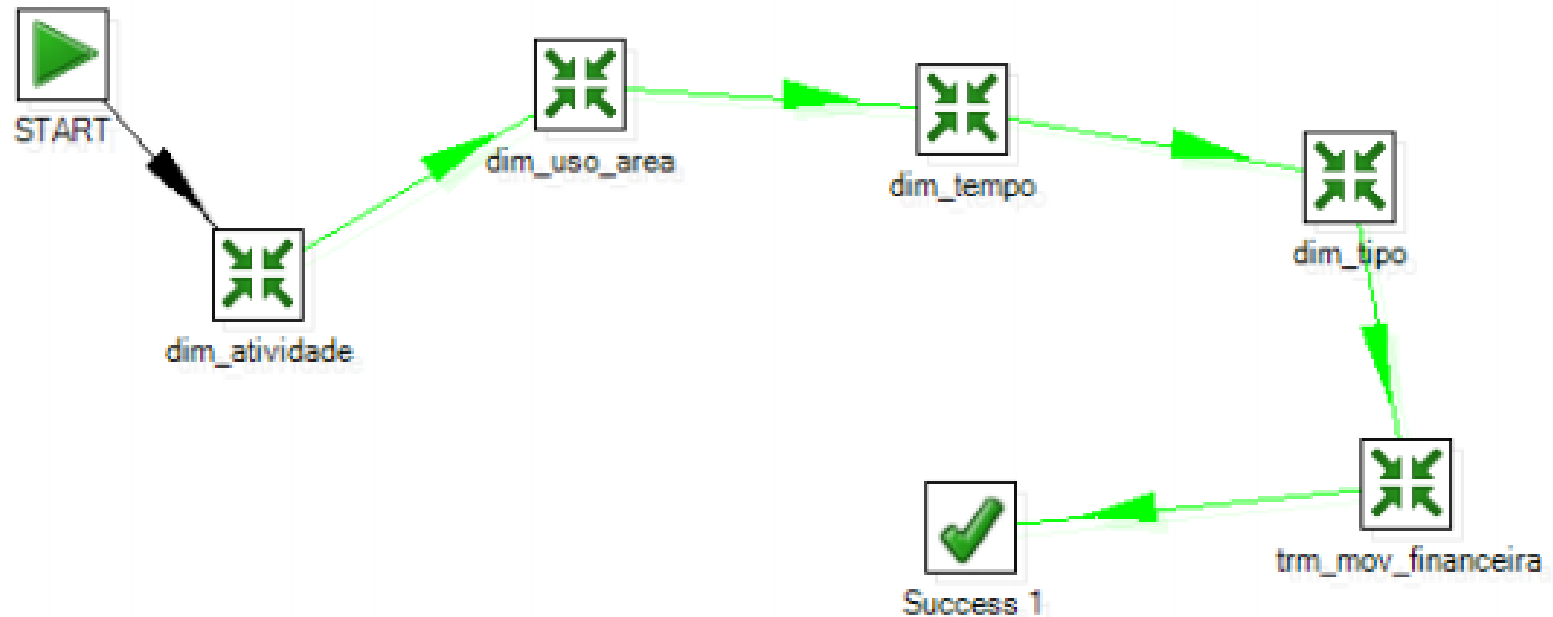 START
dim_atividade
dim_uso_area
dim_tempo
dim_tipo
trm_mov_financeira
Success 1